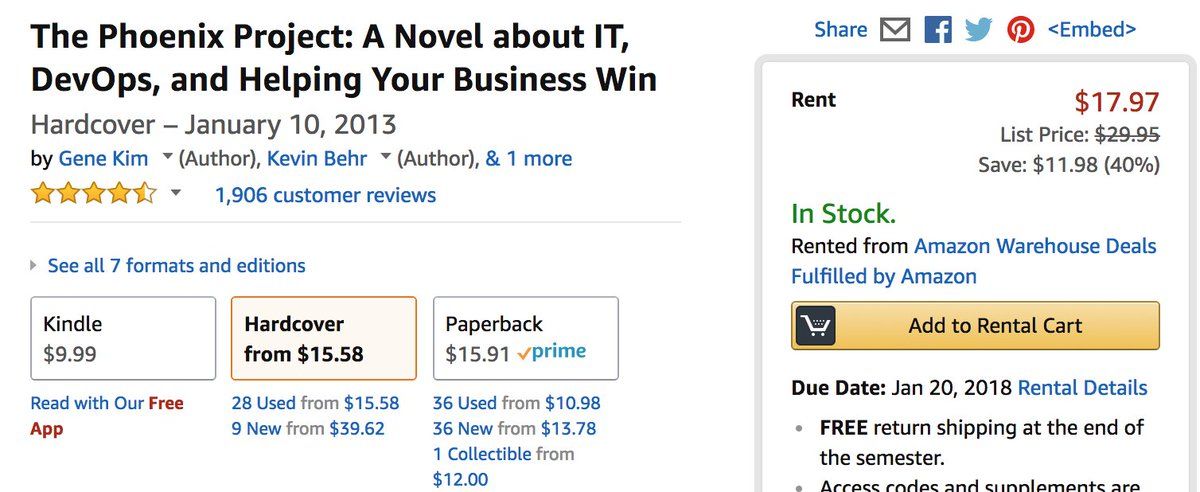 The Phoenix Project: A Novel about IT,
DevOps, and Helping Your Business Win
Hardcover – January 10, 2013
by Gene Kim (Author), Kevin Behr (Author), & 1 more
1,906 customer reviews
See all 7 formats and editions
Kindle
$9.99
Read with Our Free
App
Hardcover
from $15.58
28 Used from $15.58
9 New from $39.62
Paperback
$15.91 prime
36 Used from $10.98
36 New from $13.78
1 Collectible from
$12.00
Share <Embed>
Rent $17.97
List Price: $29.95
Save: $11.98 (40%)
In Stock.
Rented from Amazon Warehouse Deals
Fulfilled by Amazon
Add to Rental Cart
Due Date: Jan 20, 2018 Rental Details
• FREE return shipping at the end of
the semester.
• Access codes and supplements are